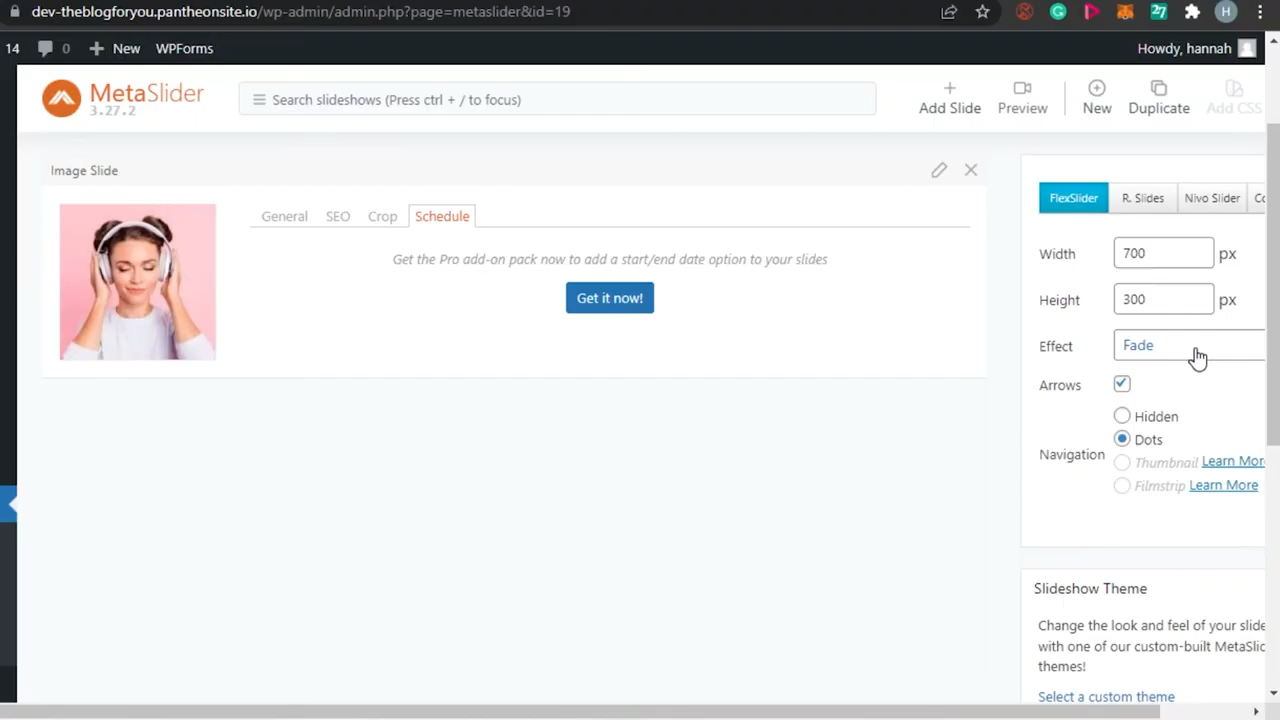 dev-theblogforyou.pantheonsite.io/wp-admin/admin.php?page=metaslider&id=19
27
H
14 0 New WPForms Howdy, hannah
MetaSlider
3.27.2
Search slideshows (Press ctrl + / to focus)
Add Slide Preview New Duplicate Add CSS
Image Slide
General SEO Crop Schedule
Get the Pro add-on pack now to add a start/end date option to your slides
Get it now!
FlexSlider R. Slides Nivo Slider Co
Width 700 px
Height 300 px
Effect Fade
Arrows
Navigation
Hidden
Dots
Thumbnail Learn More
Filmstrip Learn More
Slideshow Theme
Change the look and feel of your slide
with one of our custom-built MetaSlid
themes!
Select a custom theme